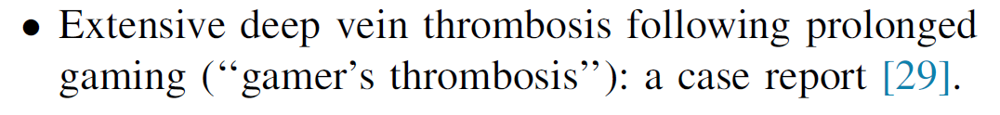 • Extensive deep vein thrombosis following prolonged
gaming (‘‘gamer’s thrombosis’’): a case report [29].